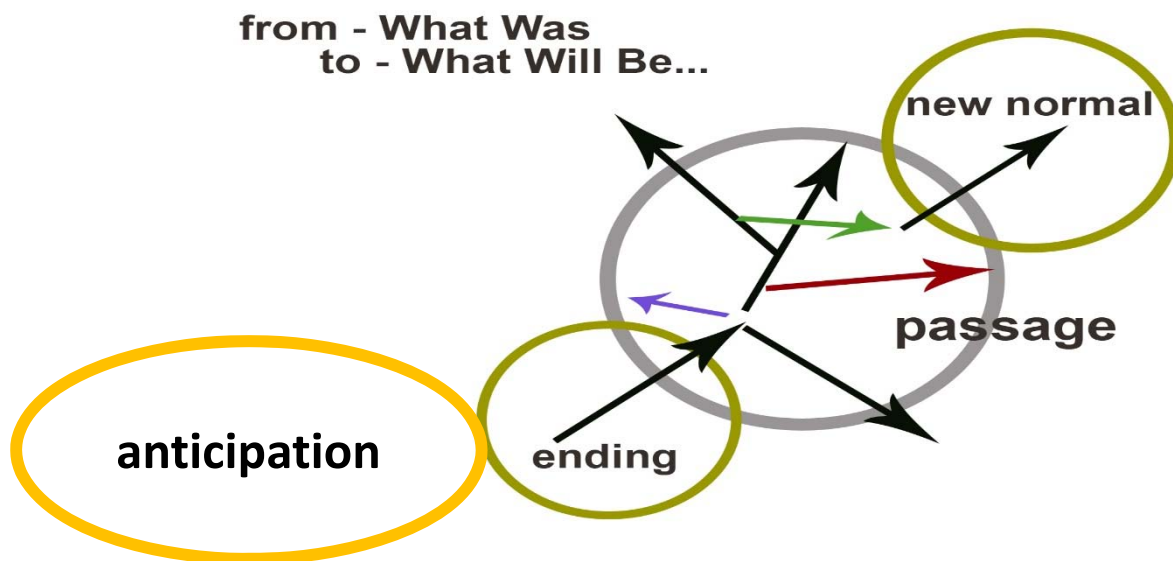 from - What Was
to - What Will Be...
new normal
passage
ending
anticipation